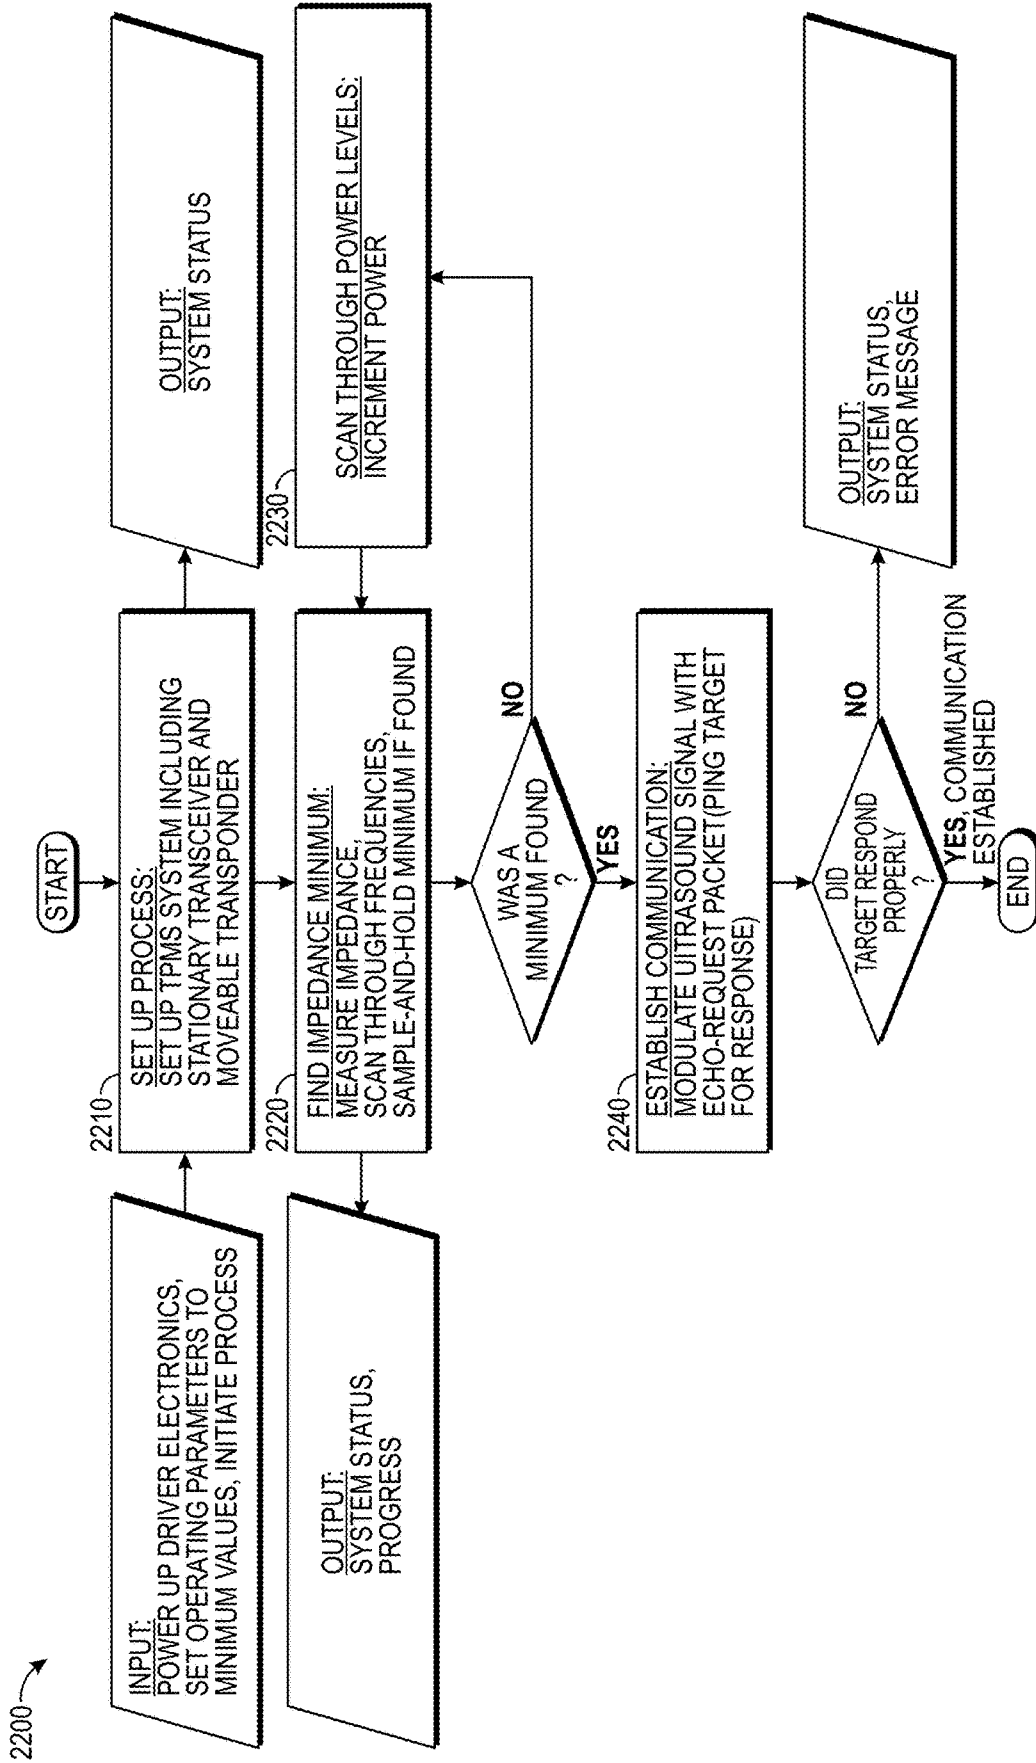 2200
START
INPUT:
POWER UP DRIVER ELECTRONICS,
SET OPERATING PARAMETERS TO
MINIMUM VALUES, INITIATE PROCESS
2210
SET UP PROCESS:
SET UP TPMS SYSTEM INCLUDING
STATIONARY TRANSCEIVER AND
MOVEABLE TRANSPONDER
OUTPUT:
SYSTEM STATUS
OUTPUT:
SYSTEM STATUS,
PROGRESS
2220
FIND IMPEDANCE MINIMUM:
MEASURE IMPEDANCE,
SCAN THROUGH FREQUENCIES,
SAMPLE-AND-HOLD MINIMUM IF FOUND
2230
SCAN THROUGH POWER LEVELS:
INCREMENT POWER
WAS A
MINIMUM FOUND
?
NO
YES
2240
ESTABLISH COMMUNICATION:
MODULATE UITRASOUND SIGNAL WITH
ECHO-REQUEST PACKET(PING TARGET
FOR RESPONSE)
DID
TARGET RESPOND
PROPERLY
?
NO
OUTPUT:
SYSTEM STATUS,
ERROR MESSAGE
YES, COMMUNICATION
ESTABLISHED
END